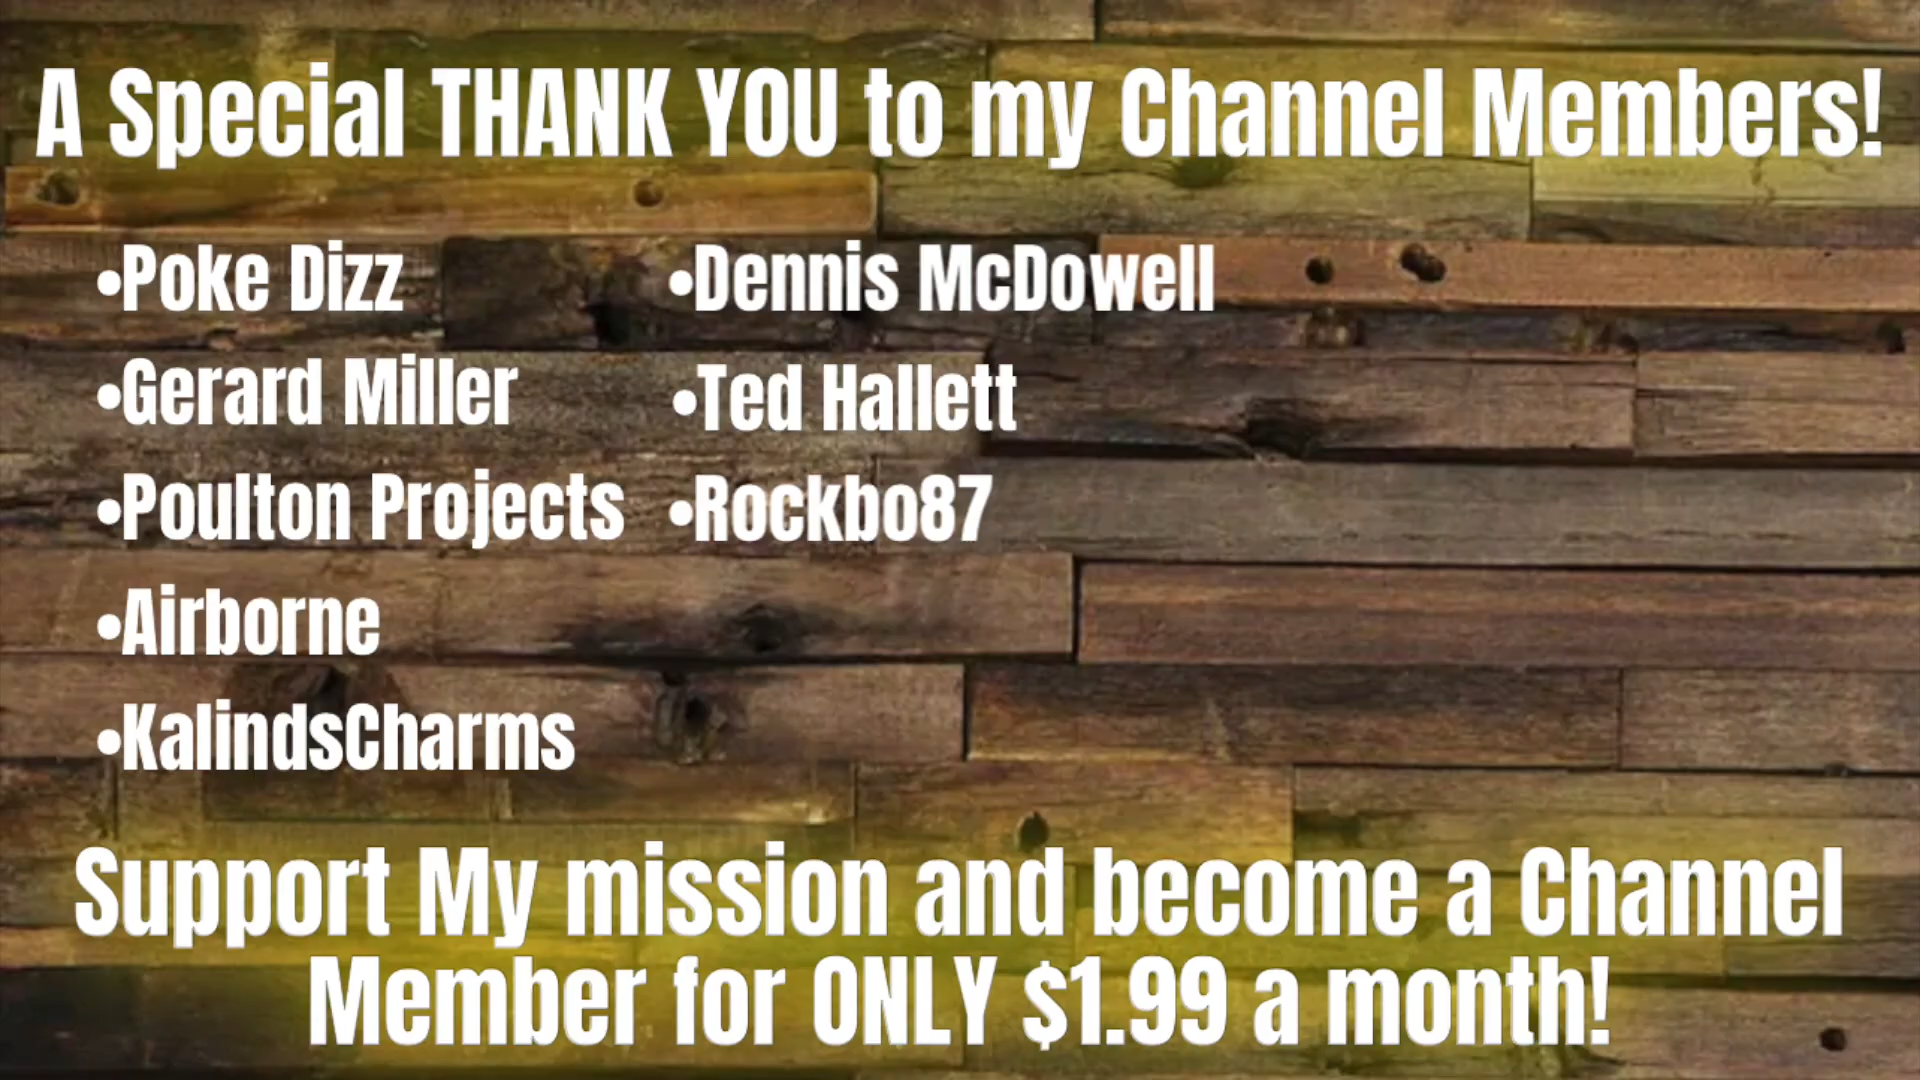 A Special THANK YOU to my Channel Members!
•Poke Dizz
•Gerard Miller
•Poulton Projects
•Airborne
•KalindsCharms
•Dennis McDowell
•Ted Hallett
•Rockbo87
Support My mission and become a Channel
Member for ONLY $1.99 a month!